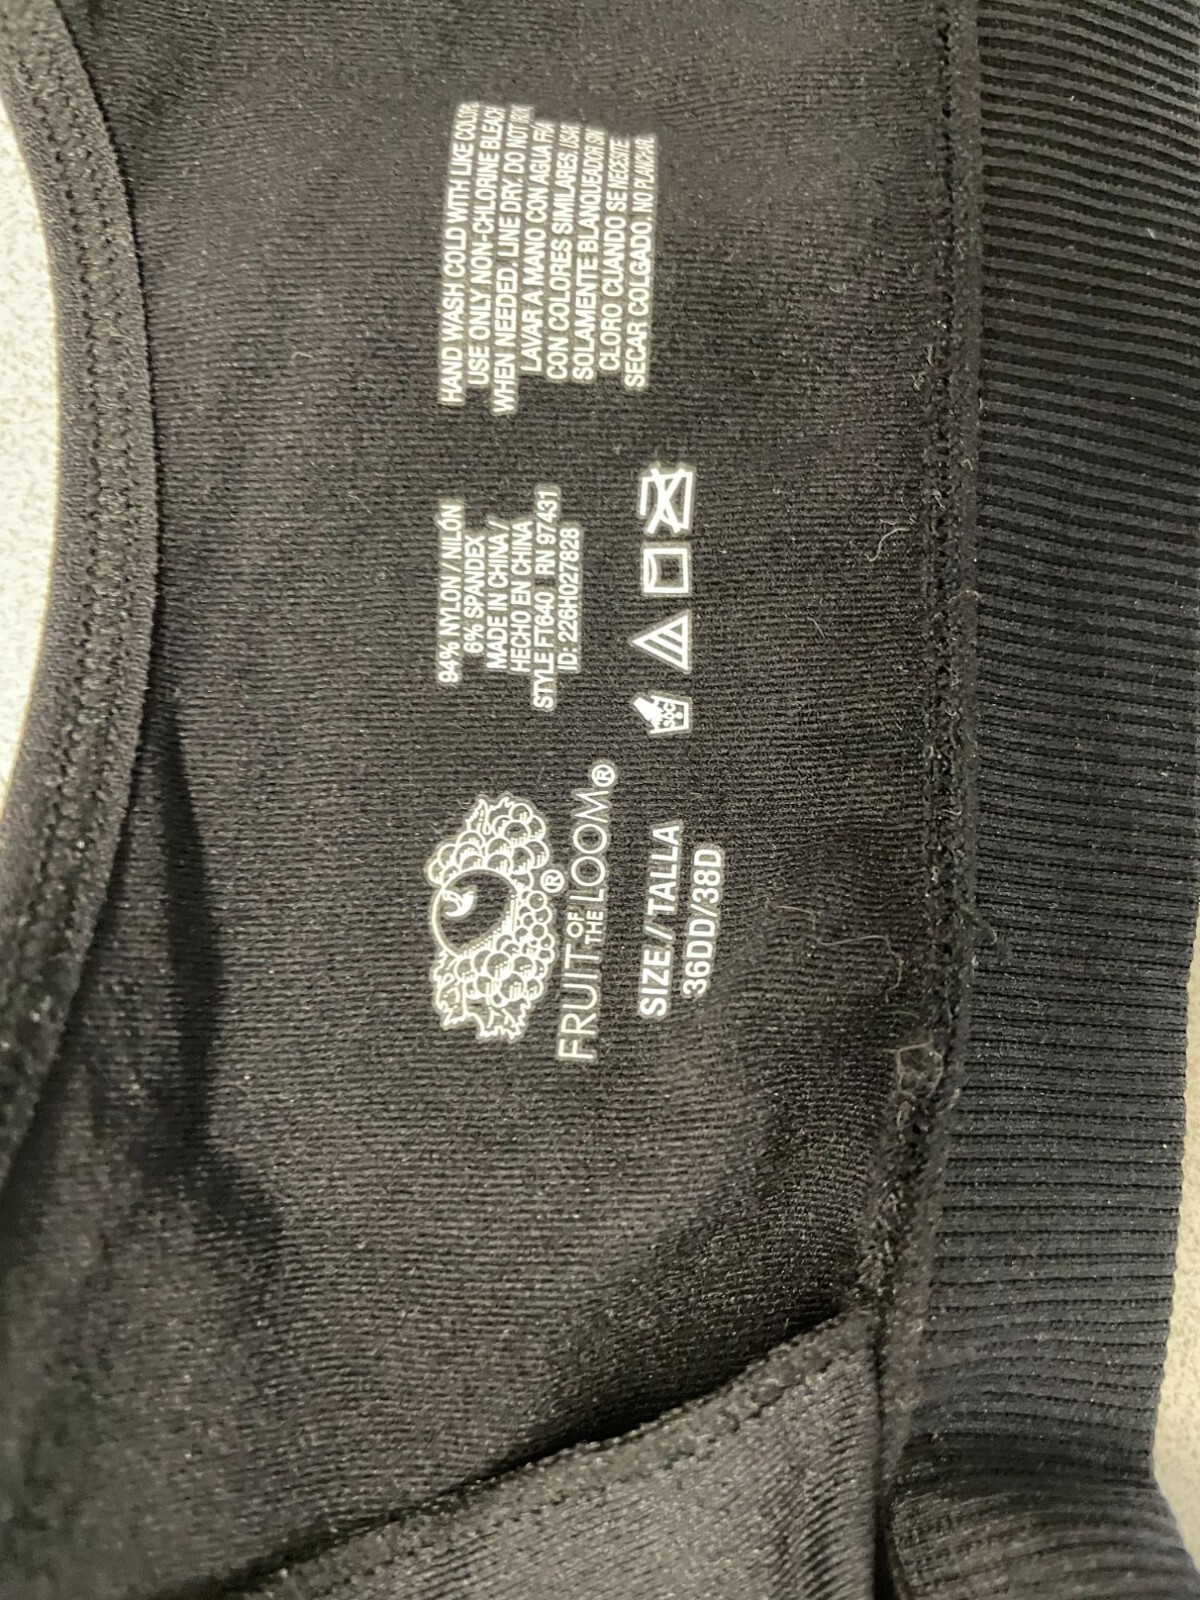 FRUIT OF THE LOOM®
®
SIZE / TALLA
36DD/38D
94% NYLON / NILÓN
6% SPANDEX
MADE IN CHINA /
HECHO EN CHINA
STYLE FT640 RN 97431
ID: 226H027828
30°C
HAND WASH COLD WITH LIKE COLORS
USE ONLY NON-CHLORINE BLEACH
WHEN NEEDED. LINE DRY. DO NOT
LAVAR A MANO CON AGUA FRÍA
CON COLORES SIMILARES.
SOLAMENTE BLANQUEADOR SIN
CLORO CUANDO SE NECESITE.
SECAR COLGADO. NO PLANCHAR.